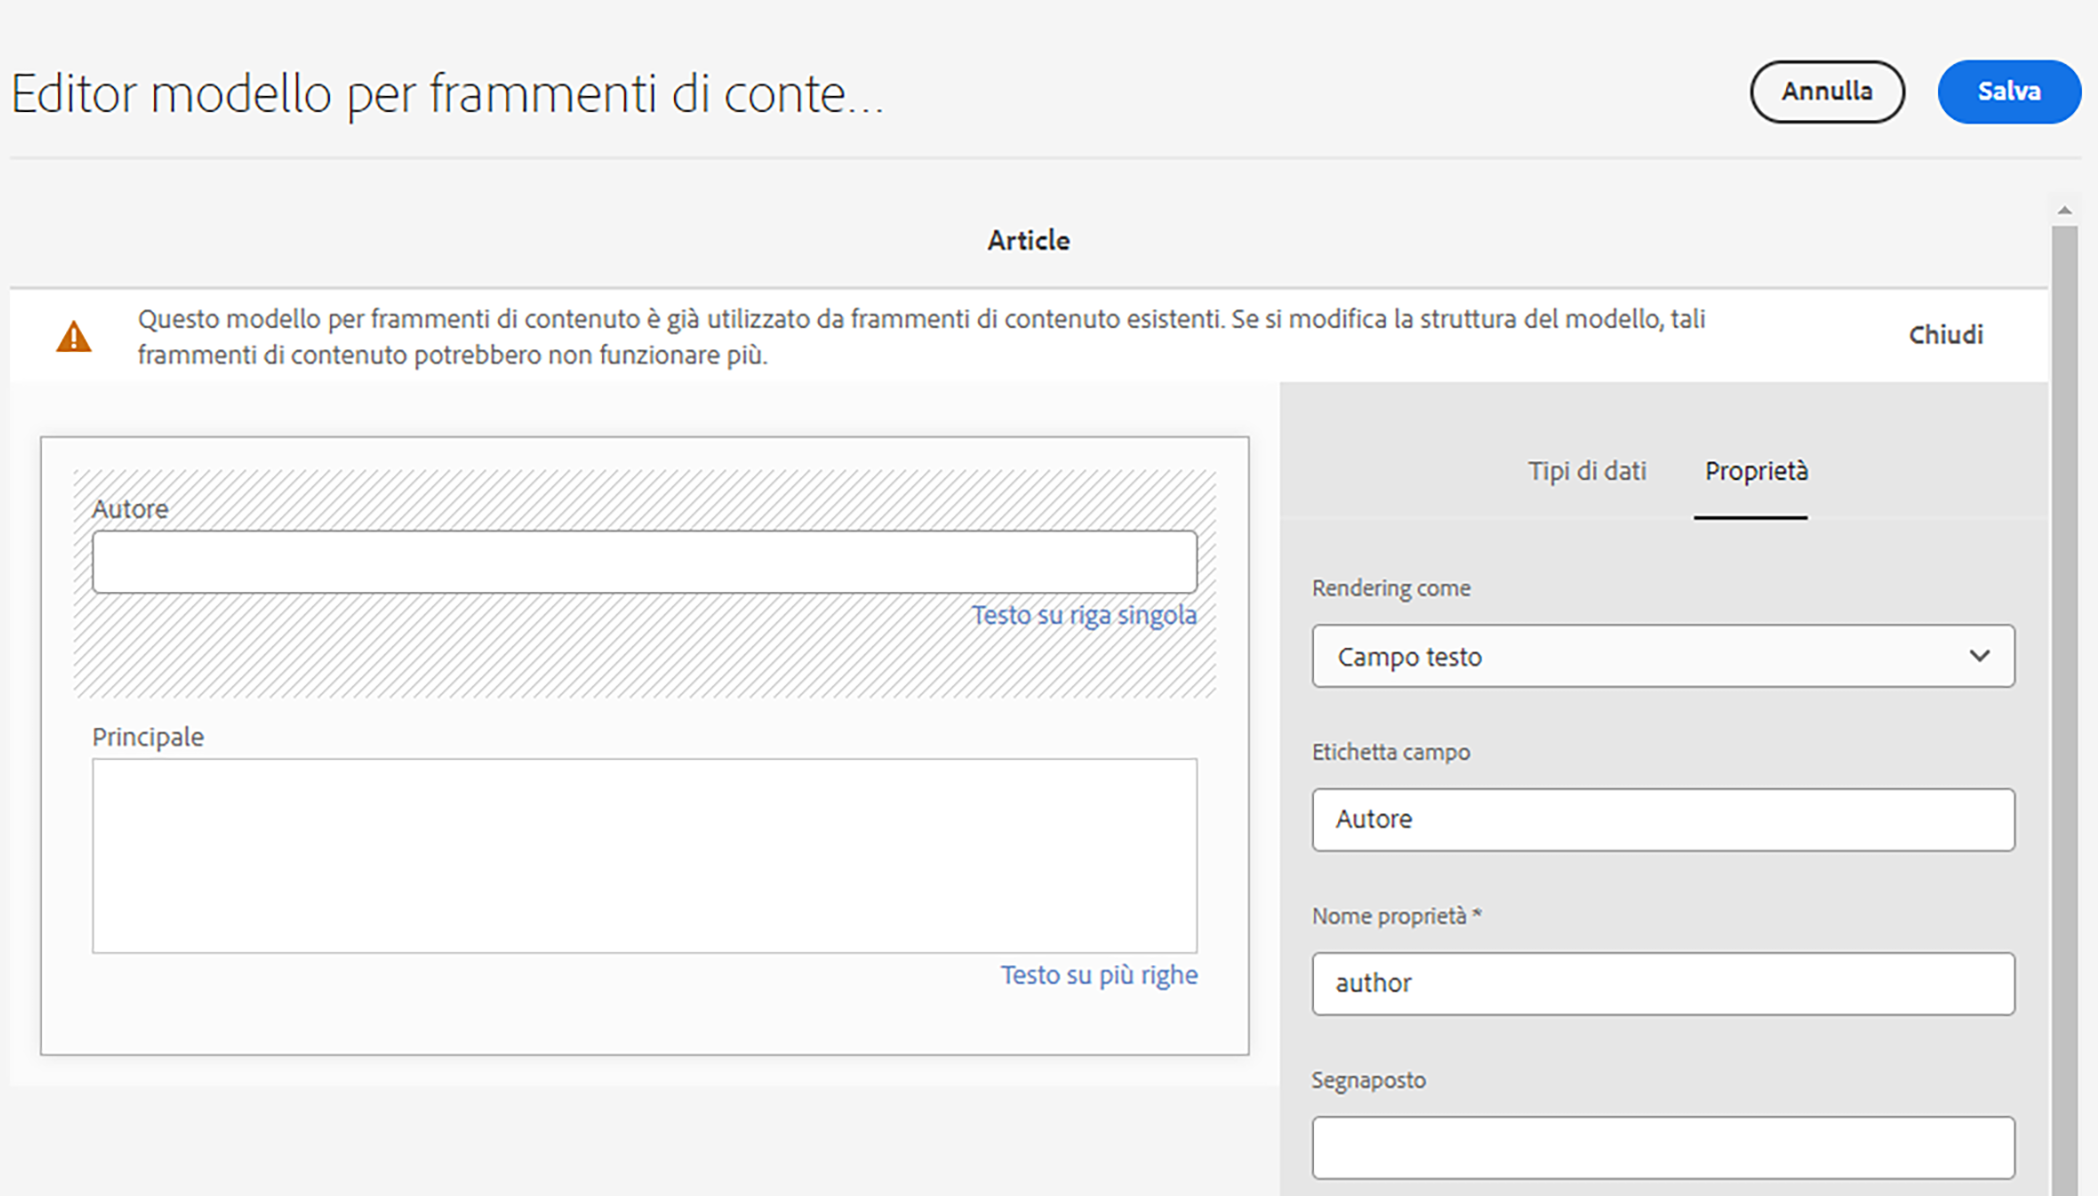 Editor modello per frammenti di conte...
Annulla
Salva
Article
Questo modello per frammenti di contenuto è già utilizzato da frammenti di contenuto esistenti. Se si modifica la struttura del modello, tali
frammenti di contenuto potrebbero non funzionare più.
Chiudi
Autore
Testo su riga singola
Principale
Testo su più righe
Tipi di dati
Proprietà
Rendering come
Campo testo
Etichetta campo
Autore
Nome proprietà *
author
Segnaposto